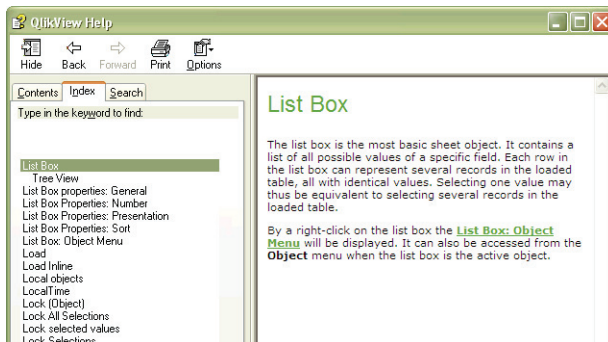 QlikView Help
Hide Back Forward Print Options
Contents Index Search
Type in the keyword to find:
List Box
Tree View
List Box properties: General
List Box Properties: Number
List Box Properties: Presentation
List Box Properties: Sort
List Box: Object Menu
Load
Load Inline
Local objects
LocalTime
Lock (Object)
Lock All Selections
Lock selected values
Lock Selections
List Box
The list box is the most basic sheet object. It contains a
list of all possible values of a specific field. Each row in
the list box can represent several records in the loaded
table, all with identical values. Selecting one value may
thus be equivalent to selecting several records in the
loaded table.
By a right-click on the list box the List Box: Object
Menu will be displayed. It can also be accessed from the
Object menu when the list box is the active object.